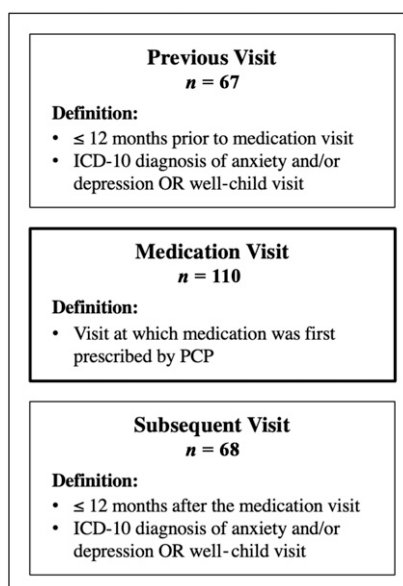 Previous Visit
n = 67
Definition:
• ≤ 12 months prior to medication visit
• ICD-10 diagnosis of anxiety and/or
depression OR well-child visit
Medication Visit
n = 110
Definition:
• Visit at which medication was first
prescribed by PCP
Subsequent Visit
n = 68
Definition:
• ≤ 12 months after the medication visit
• ICD-10 diagnosis of anxiety and/or
depression OR well-child visit